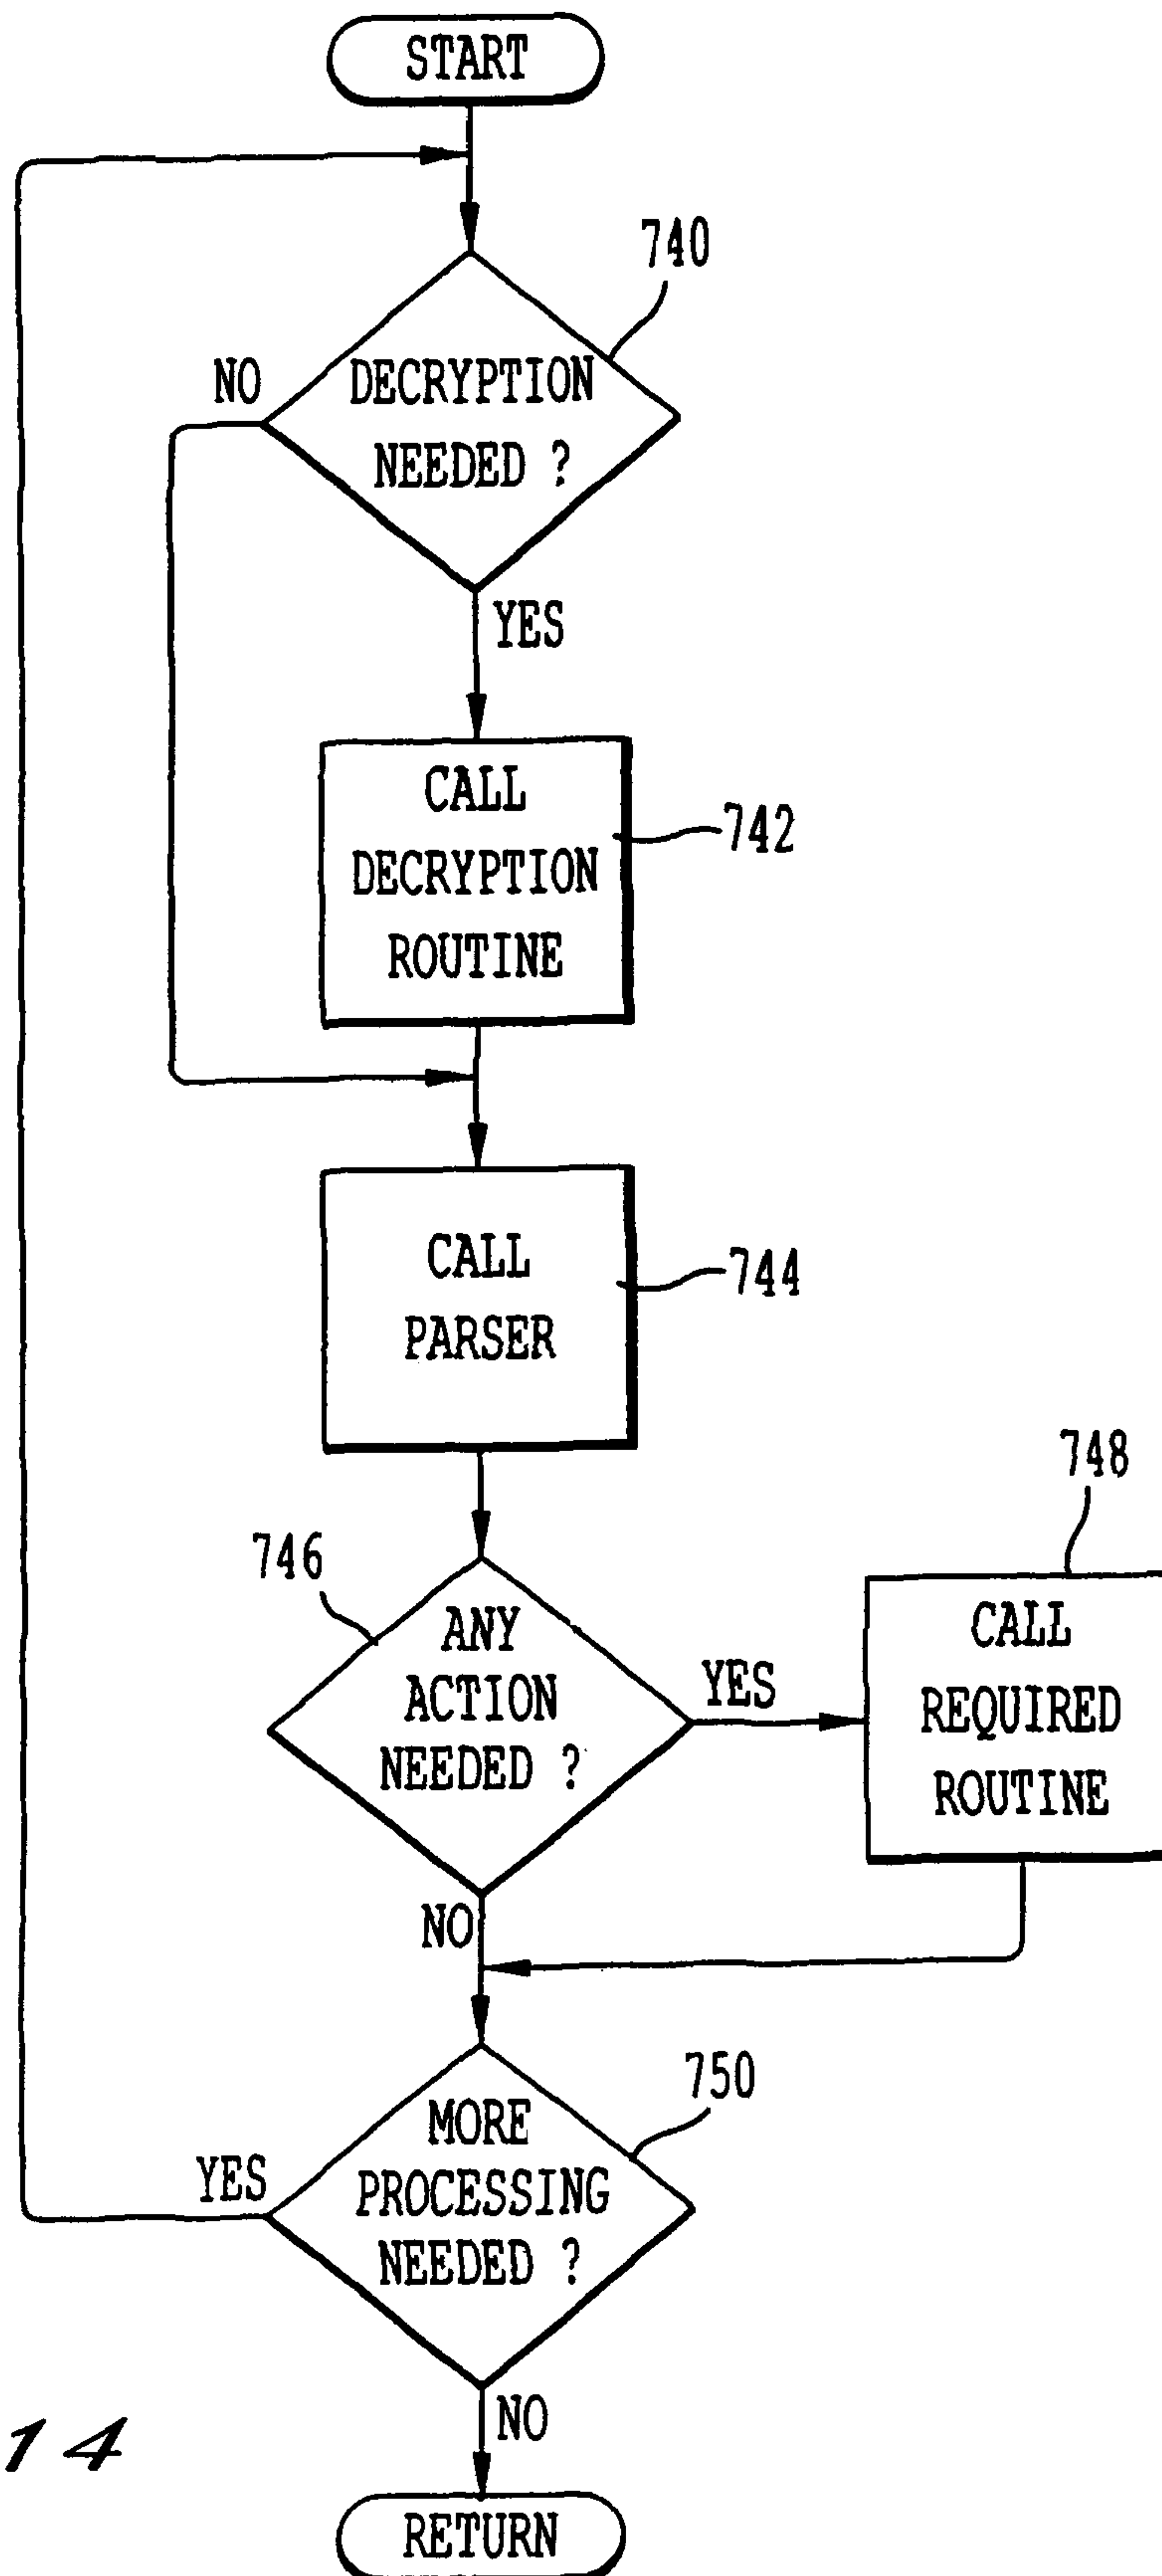 START
740
NO
DECRYPTION
NEEDED ?
YES
CALL
DECRYPTION
ROUTINE
742
CALL
PARSER
744
746
ANY
ACTION
NEEDED ?
YES
748
CALL
REQUIRED
ROUTINE
NO
750
MORE
PROCESSING
NEEDED ?
YES
NO
14
RETURN